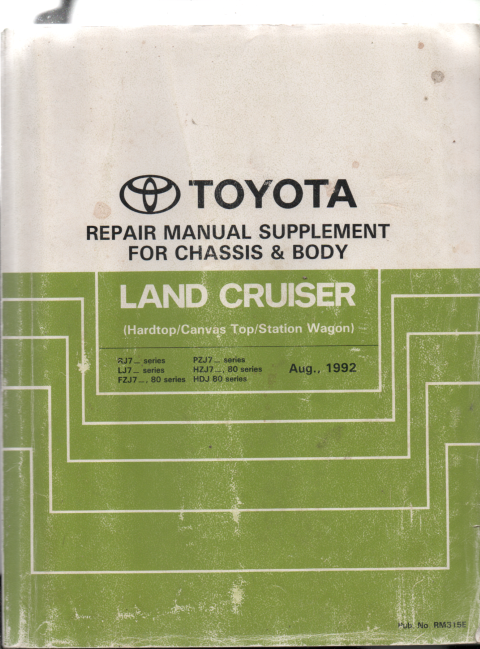 TOYOTA
REPAIR MANUAL SUPPLEMENT
FOR CHASSIS & BODY
LAND CRUISER
(Hardtop/Canvas Top/Station Wagon)
RJ7... series PZJ7... series
LJ7... series HZJ7..., 80 series Aug., 1992
FZJ7..., 80 series HDJ 80 series
Pub. No. RM315E